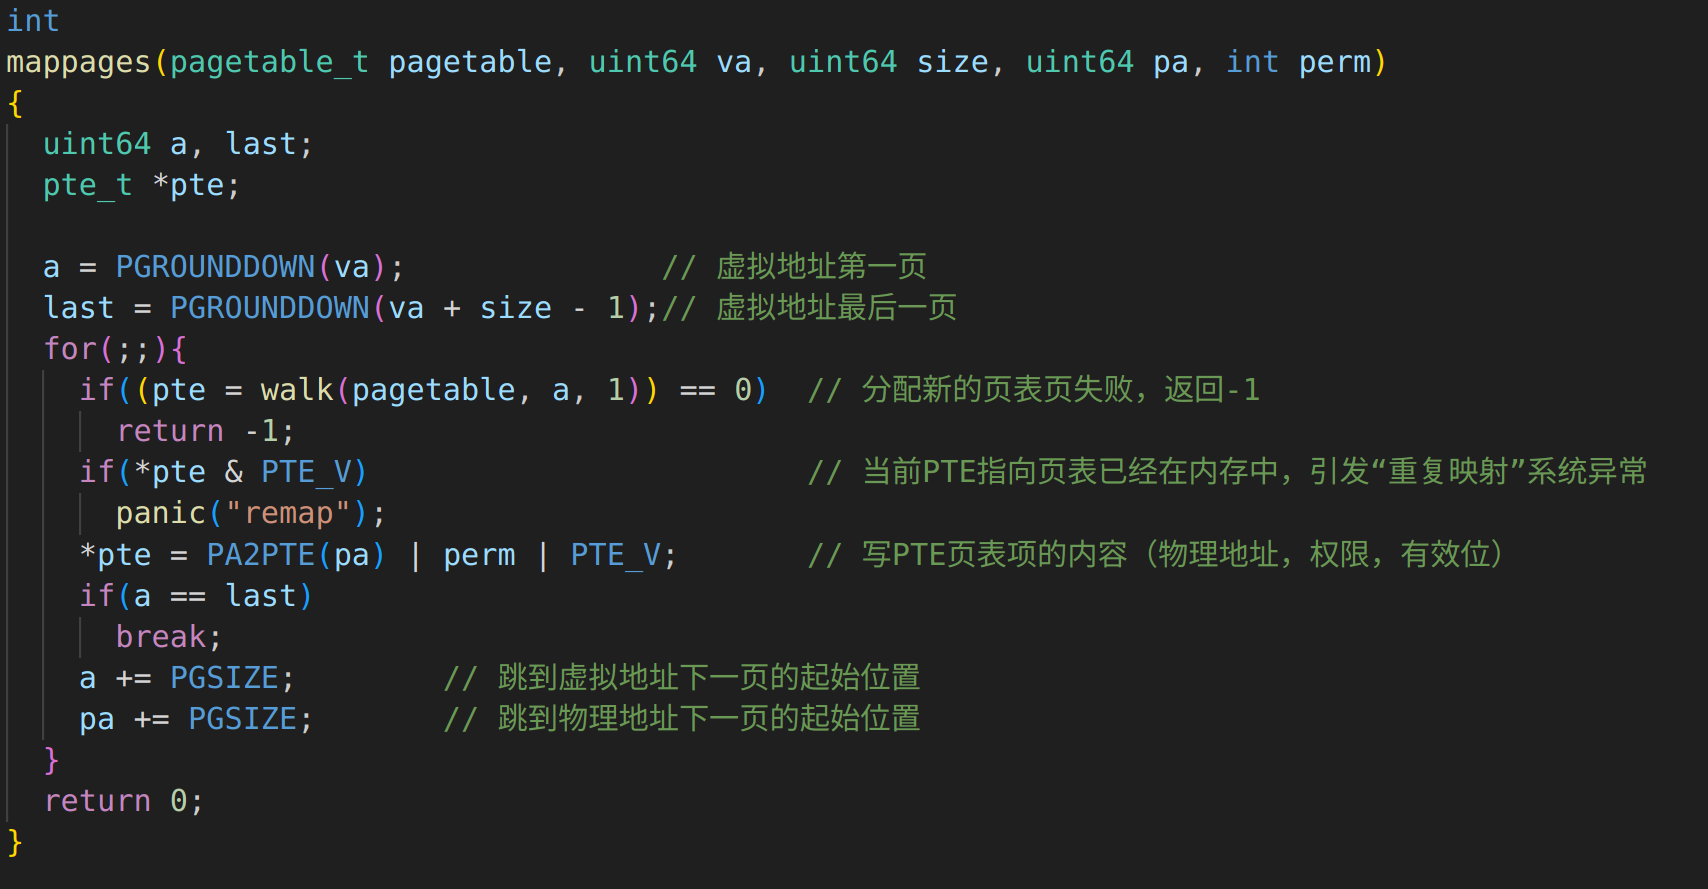 int
mappages(pagetable_t pagetable, uint64 va, uint64 size, uint64 pa, int perm)
{
  uint64 a, last;
  pte_t *pte;

  a = PGROUNDDOWN(va);              // 虚拟地址第一页
  last = PGROUNDDOWN(va + size - 1);// 虚拟地址最后一页
  for(;;){
    if((pte = walk(pagetable, a, 1)) == 0)  // 分配新的页表页失败，返回-1
      return -1;
    if(*pte & PTE_V)                        // 当前PTE指向页表已经在内存中，引发“重复映射”系统异常
      panic("remap");
    *pte = PA2PTE(pa) | perm | PTE_V;       // 写PTE页表项的内容（物理地址，权限，有效位）
    if(a == last)
      break;
    a += PGSIZE;        // 跳到虚拟地址下一页的起始位置
    pa += PGSIZE;       // 跳到物理地址下一页的起始位置
  }
  return 0;
}